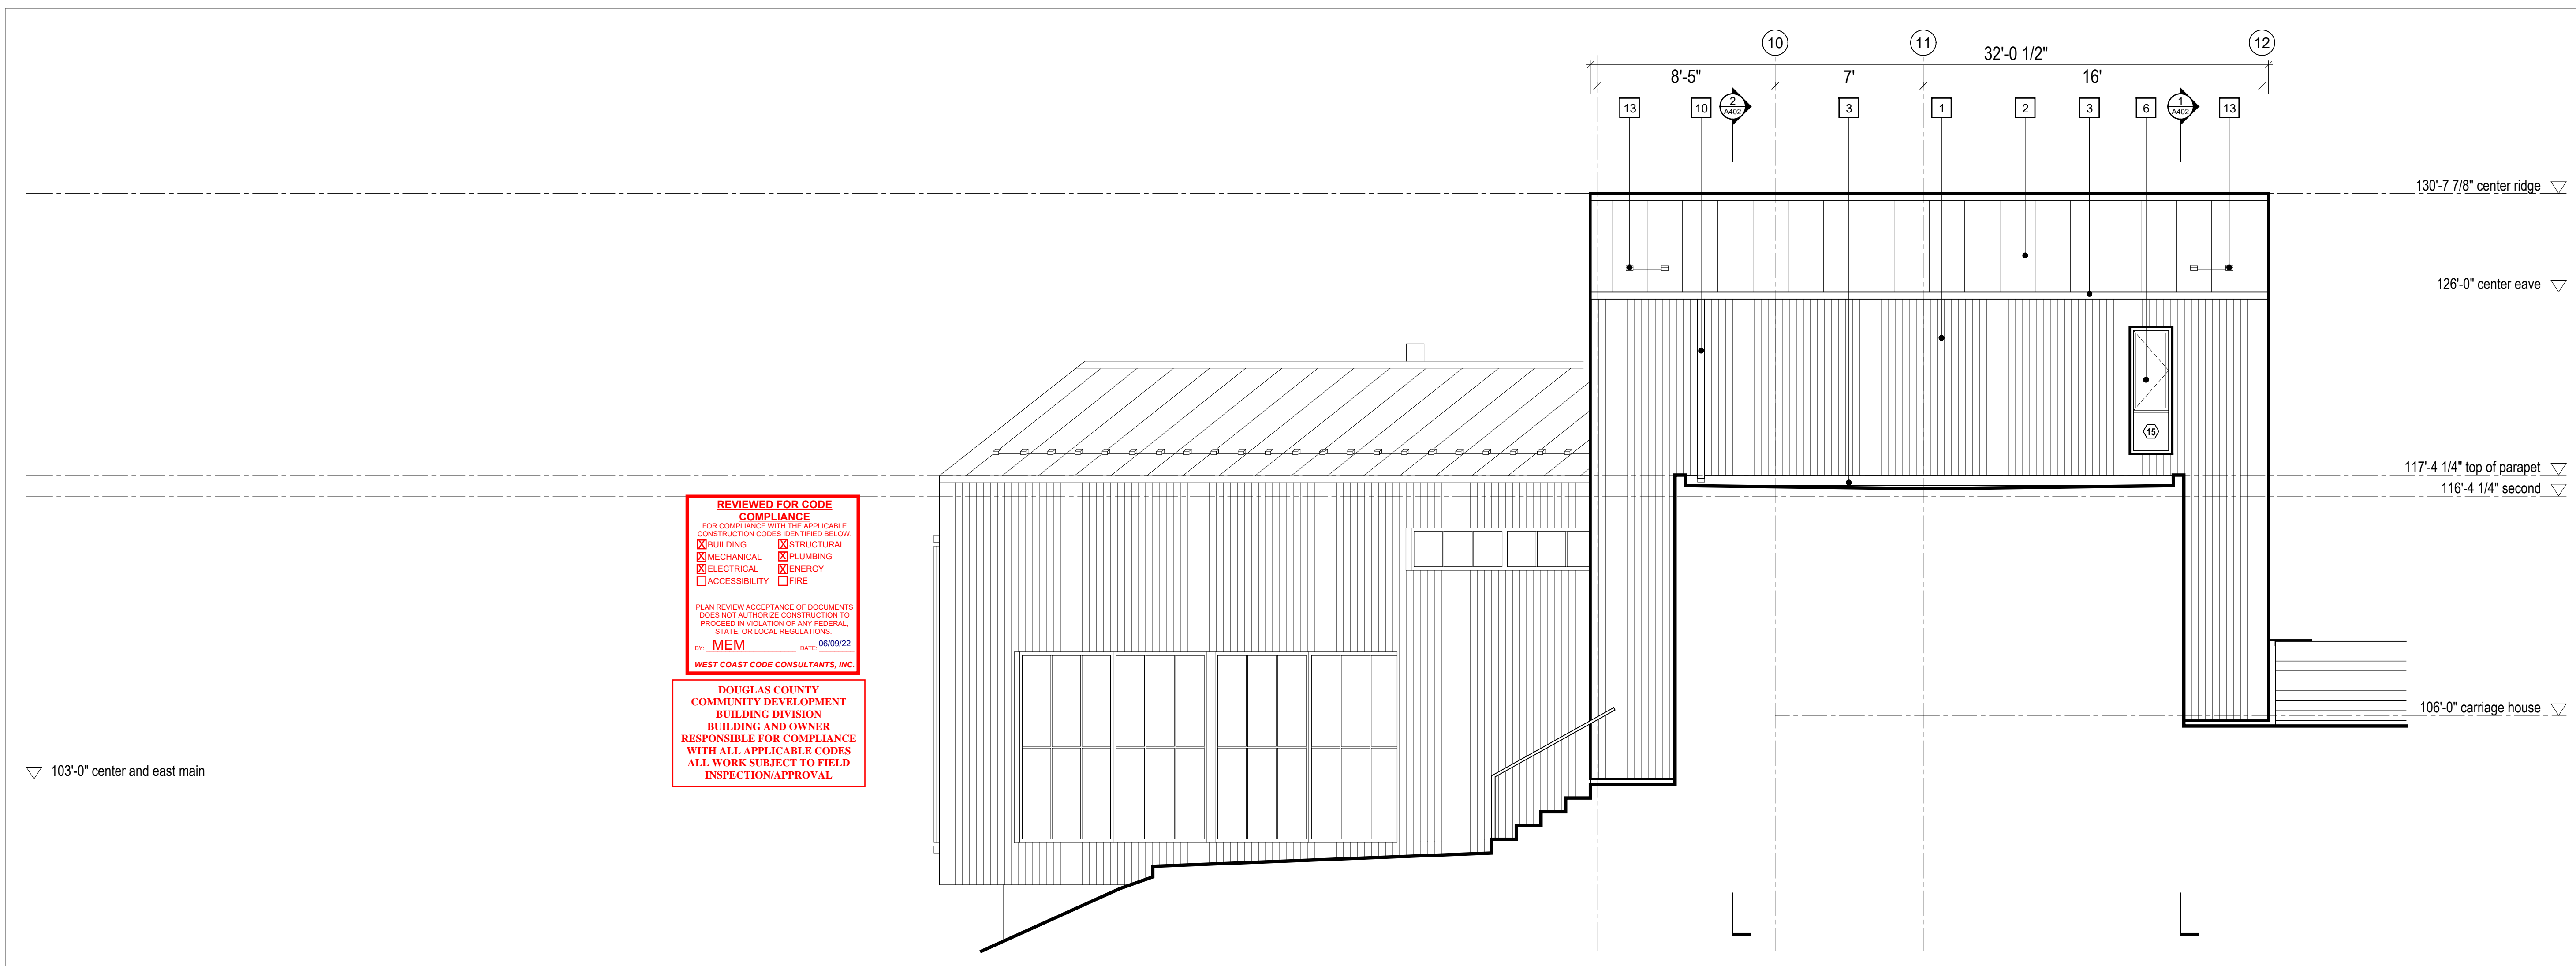 10 11 12
32'-0 1/2"
8'-5" 7' 16'
13 10 2 3 1 2 3 6 1 13
A402 A402
130'-7 7/8" center ridge
126'-0" center eave
15
117'-4 1/4" top of parapet
116'-4 1/4" second
REVIEWED FOR CODE
COMPLIANCE
FOR COMPLIANCE WITH THE APPLICABLE
CONSTRUCTION CODES IDENTIFIED BELOW.
X BUILDING X STRUCTURAL
X MECHANICAL X PLUMBING
X ELECTRICAL X ENERGY
ACCESSIBILITY FIRE
PLAN REVIEW ACCEPTANCE OF DOCUMENTS
DOES NOT AUTHORIZE CONSTRUCTION TO
PROCEED IN VIOLATION OF ANY FEDERAL,
STATE, OR LOCAL REGULATIONS.
BY: MEM DATE: 06/09/22
WEST COAST CODE CONSULTANTS, INC.
DOUGLAS COUNTY
COMMUNITY DEVELOPMENT
BUILDING DIVISION
BUILDING AND OWNER
RESPONSIBLE FOR COMPLIANCE
WITH ALL APPLICABLE CODES
ALL WORK SUBJECT TO FIELD
INSPECTION/APPROVAL
106'-0" carriage house
103'-0" center and east main